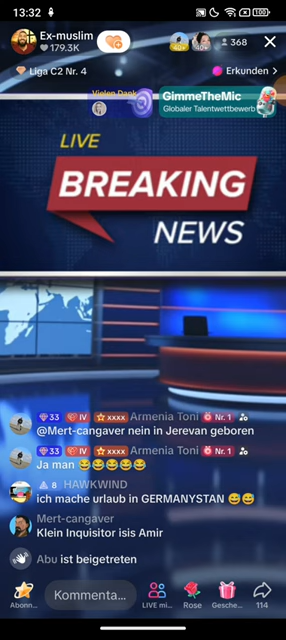 13:32
100
Ex-muslim
179.3K
40+
40+
368
Liga C2 Nr. 4
Erkunden >
Vielen Dank
GimmeTheMic
Globaler Talentwettbewerb
LIVE
BREAKING
NEWS
33 IV xxxx Armenia Toni Nr. 1
@Mert-cangaver nein in Jerevan geboren
33 IV xxxx Armenia Toni Nr. 1
Ja man 😂😂😂😂😂
8 HAWKWIND
ich mache urlaub in GERMANYSTAN 😅😅
Mert-cangaver
Klein Inquisitor isis Amir
Abu ist beigetreten
Kommenta...
Abonn...
LIVE mi...
Rose
Gesche...
114